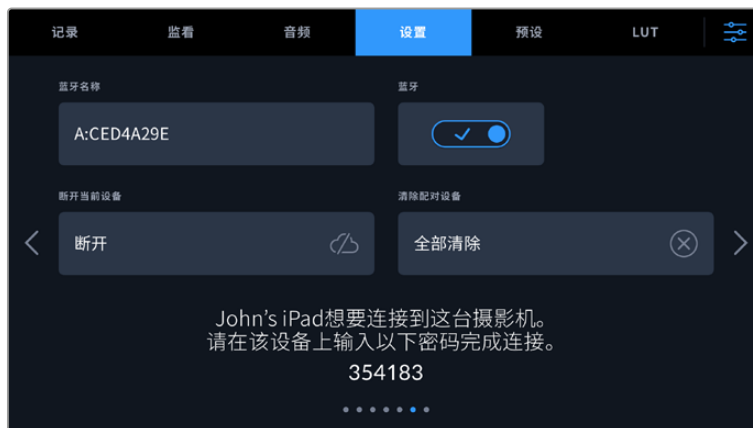 记录 监看 音频 设置 预设 LUT
蓝牙名称 蓝牙
A:CED4A29E
断开当前设备 清除配对设备
断开 全部清除
John's iPad想要连接到这台摄影机。
请在该设备上输入以下密码完成连接。
354183